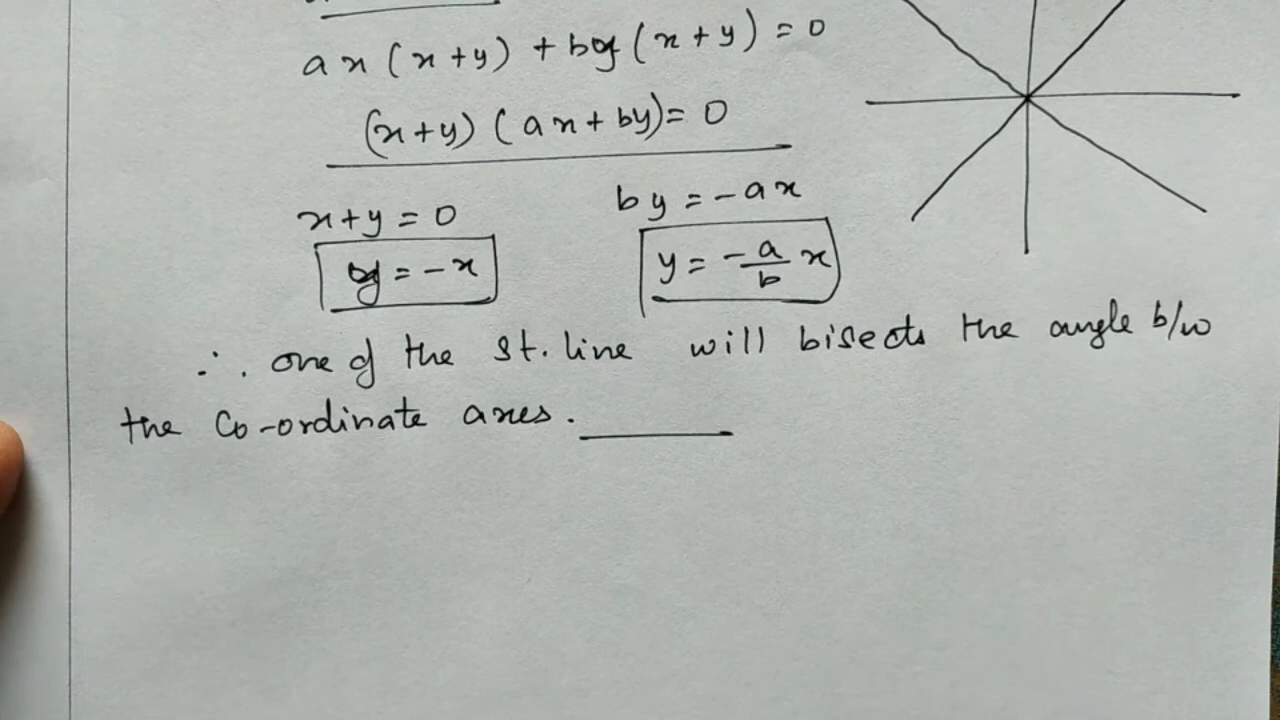 ax (x+y) + by (x+y) = 0
(x+y) (ax+by)= 0
x+y = 0
by = -ax
y = -x
y = -a/b x
∴ one of the st. line will bisects the angle b/w
the Co-ordinate axes.